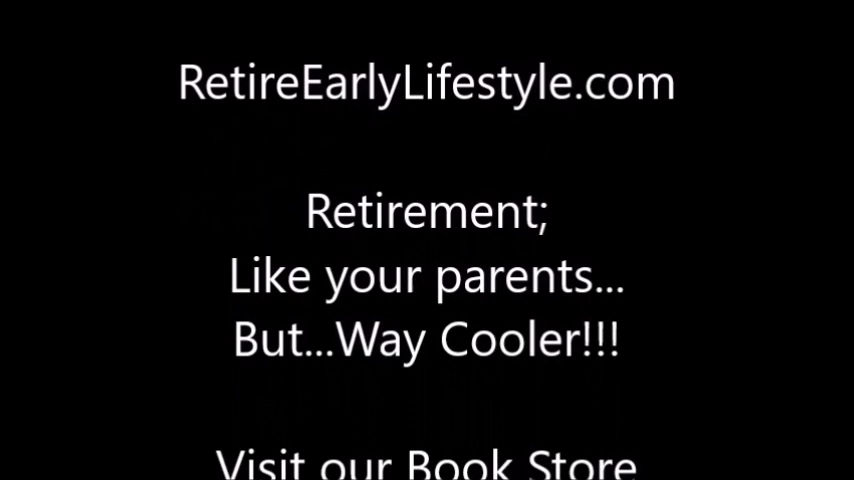 RetireEarlyLifestyle.com
Retirement;
Like your parents...
But...Way Cooler!!!
Visit our Book Store